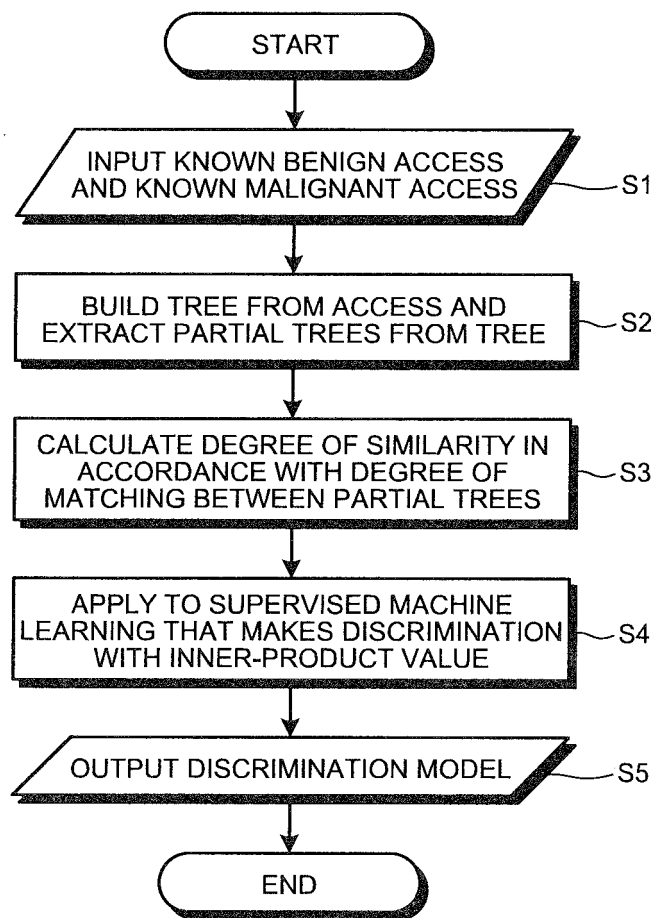 START
INPUT KNOWN BENIGN ACCESS
AND KNOWN MALIGNANT ACCESS
S1
BUILD TREE FROM ACCESS AND
EXTRACT PARTIAL TREES FROM TREE
S2
CALCULATE DEGREE OF SIMILARITY IN
ACCORDANCE WITH DEGREE OF
MATCHING BETWEEN PARTIAL TREES
S3
APPLY TO SUPERVISED MACHINE
LEARNING THAT MAKES DISCRIMINATION
WITH INNER-PRODUCT VALUE
S4
OUTPUT DISCRIMINATION MODEL
S5
END